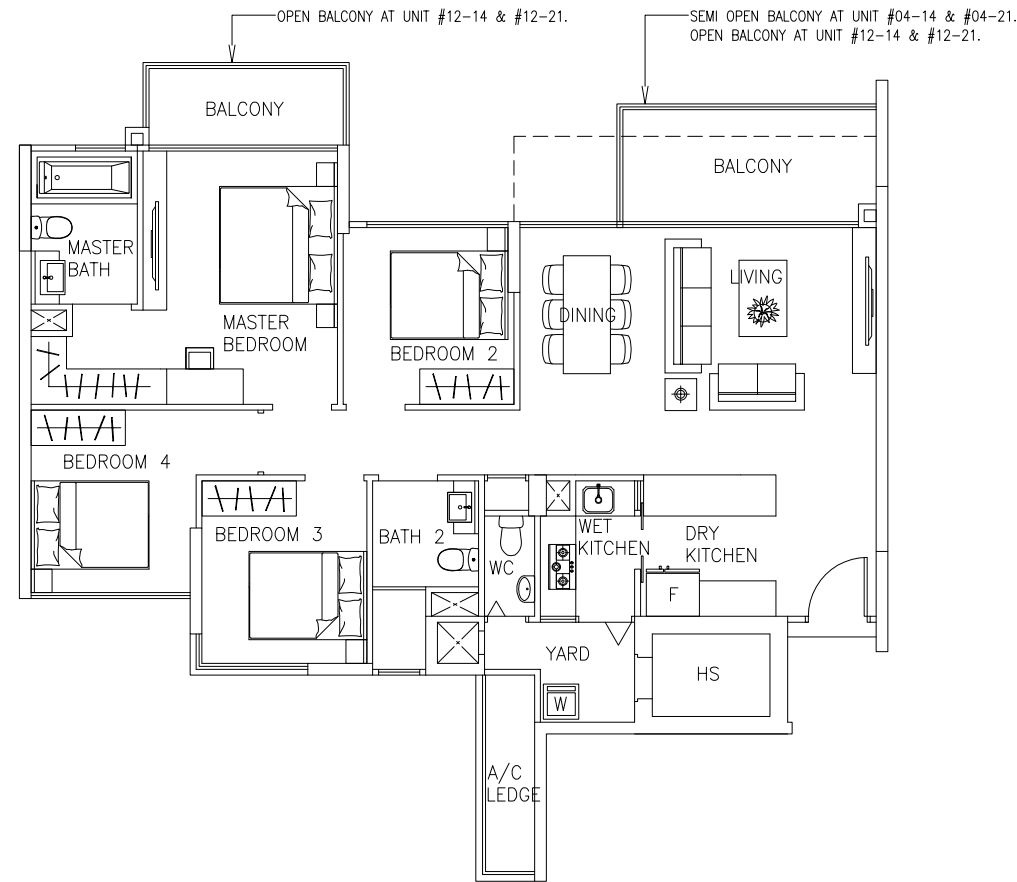 OPEN BALCONY AT UNIT #12-14 & #12-21.
SEMI OPEN BALCONY AT UNIT #04-14 & #04-21.
OPEN BALCONY AT UNIT #12-14 & #12-21.
BALCONY
BALCONY
MASTER
BATH
MASTER
BEDROOM
BEDROOM 2
DINING
LIVING
BEDROOM 4
BEDROOM 3
BATH 2
WC
WET
KITCHEN
DRY
KITCHEN
F
YARD
HS
W
A/C
LEDGE